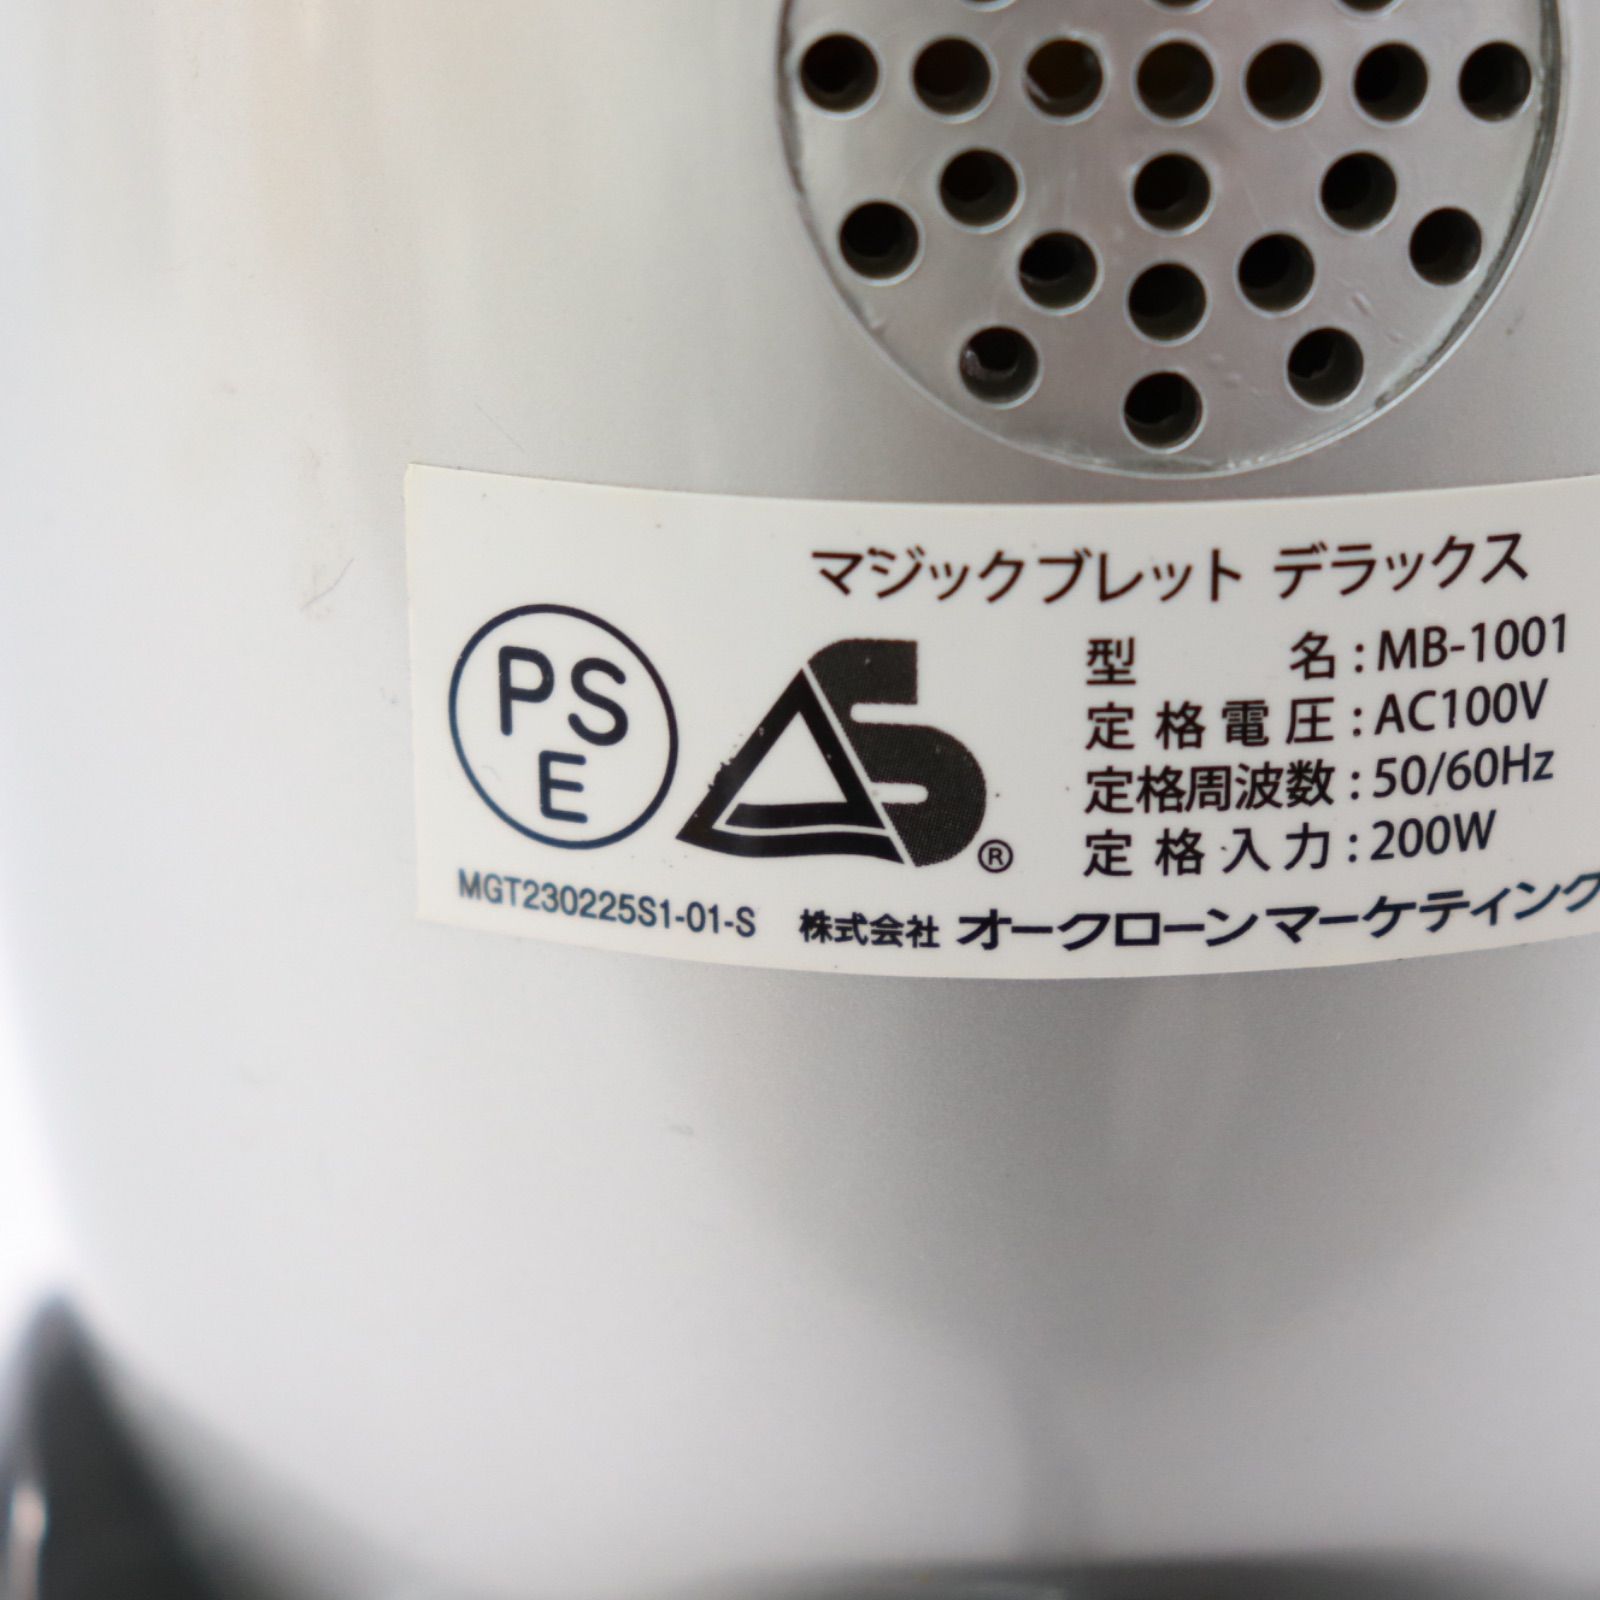 マジックブレット デラックス
PS
E
型 名 : MB-1001
定格電圧 : AC100V
定格周波数 : 50/60Hz
定格入力 : 200W
®
MGT230225S1-01-S
株式会社 オークローンマーケティング